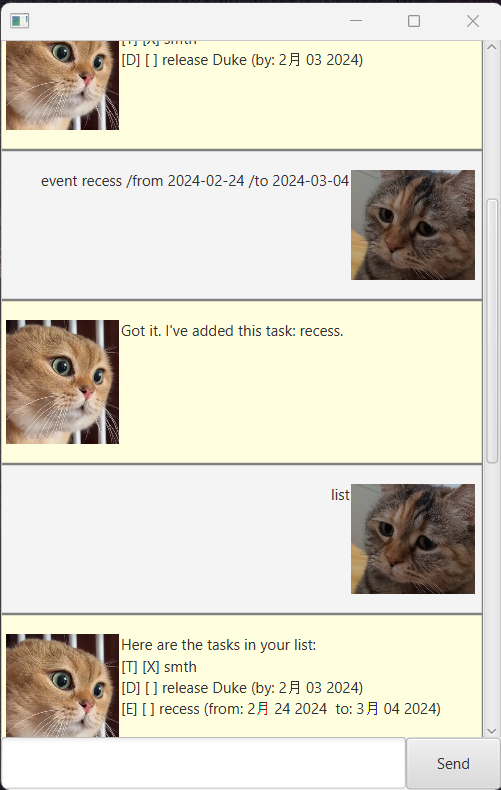 [T] [X] smth
[D] [ ] release Duke (by: 2月 03 2024)
event recess /from 2024-02-24 /to 2024-03-04
Got it. I've added this task: recess.
list
Here are the tasks in your list:
[T] [X] smth
[D] [ ] release Duke (by: 2月 03 2024)
[E] [ ] recess (from: 2月 24 2024  to: 3月 04 2024)
Send